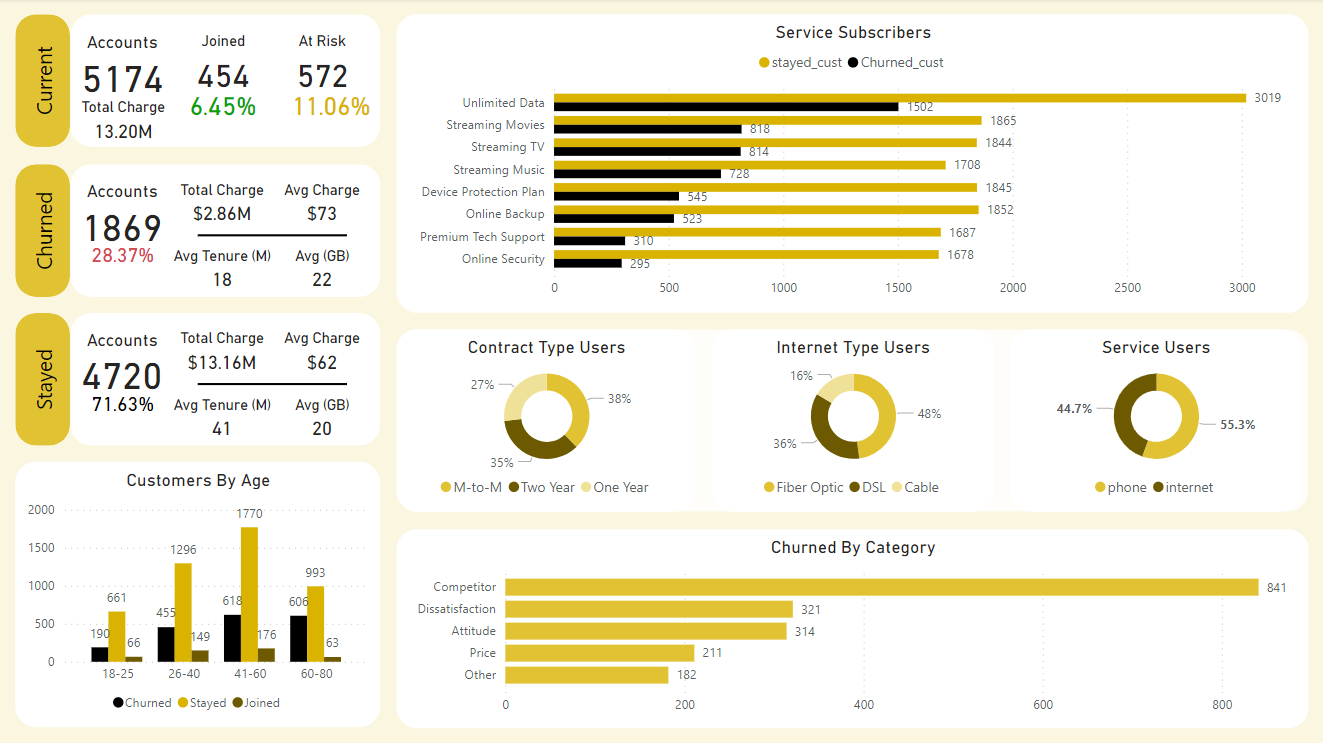 Current
Accounts
5174
Total Charge
13.20M
Joined
454
6.45%
At Risk
572
11.06%
Churned
Accounts
1869
28.37%
Total Charge
$2.86M
Avg Charge
$73
Avg Tenure (M)
18
Avg (GB)
22
Stayed
Accounts
4720
71.63%
Total Charge
$13.16M
Avg Charge
$62
Avg Tenure (M)
41
Avg (GB)
20
Customers By Age
2000
1500
1000
500
0
190
661
66
455
1296
149
618
1770
176
606
993
63
18-25
26-40
41-60
60-80
Churned
Stayed
Joined
Service Subscribers
stayed_cust
Churned_cust
Unlimited Data
3019
1502
Streaming Movies
1865
818
Streaming TV
1844
814
Streaming Music
1708
728
Device Protection Plan
1845
545
Online Backup
1852
523
Premium Tech Support
1687
310
Online Security
1678
295
0
500
1000
1500
2000
2500
3000
Contract Type Users
27%
38%
35%
M-to-M
Two Year
One Year
Internet Type Users
16%
48%
36%
Fiber Optic
DSL
Cable
Service Users
44.7%
55.3%
phone
internet
Churned By Category
Competitor
841
Dissatisfaction
321
Attitude
314
Price
211
Other
182
0
200
400
600
800